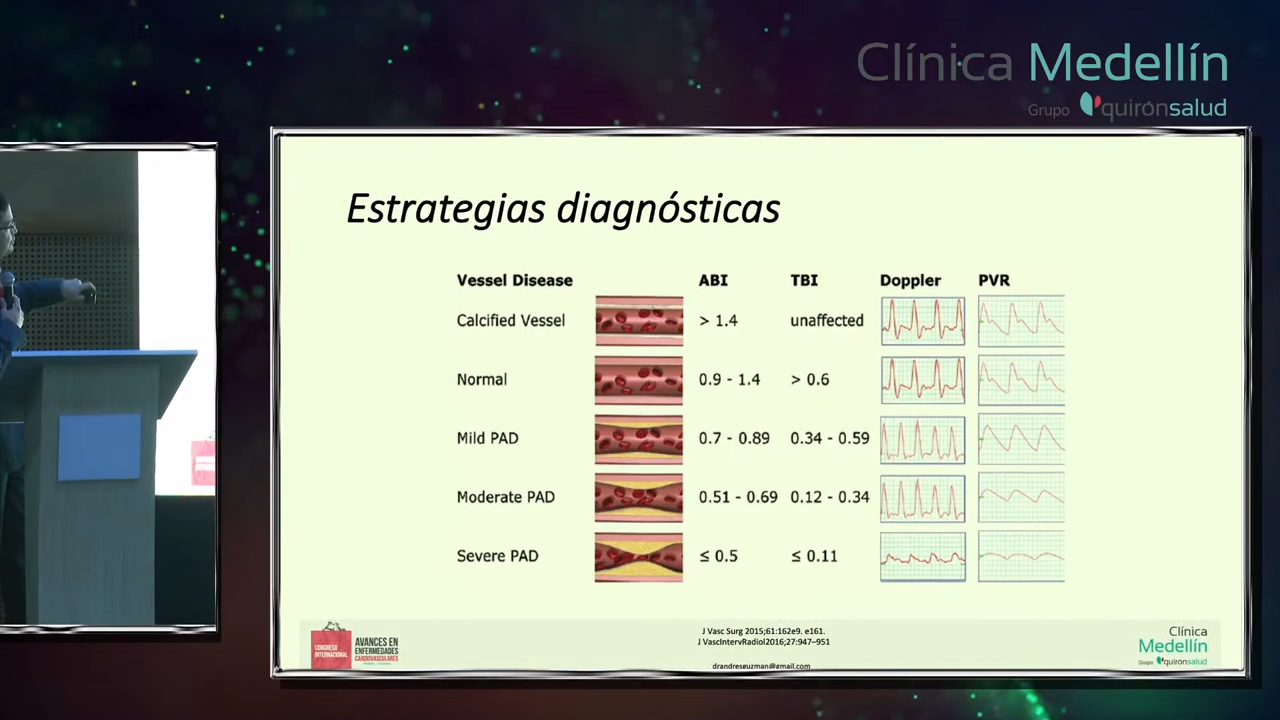 Clínica Medellín
Grupo quirónsalud
Estrategias diagnósticas
Vessel Disease ABI TBI Doppler PVR
Calcified Vessel > 1.4 unaffected
Normal 0.9 - 1.4 > 0.6
Mild PAD 0.7 - 0.89 0.34 - 0.59
Moderate PAD 0.51 - 0.69 0.12 - 0.34
Severe PAD ≤ 0.5 ≤ 0.11
CONGRESO
INTERNACIONAL
AVANCES EN
ENFERMEDADES
CARDIOVASCULARES
J Vasc Surg 2015;61:162e9. e161.
J VascIntervRadiol2016;27:947–951
drandresguzman@gmail.com
Clínica
Medellín
Grupo quirónsalud